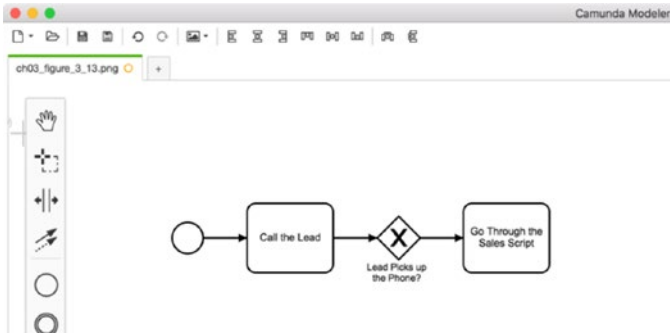 Camunda Modeler
ch03_figure_3_13.png
Call the Lead
Lead Picks up
the Phone?
Go Through the
Sales Script